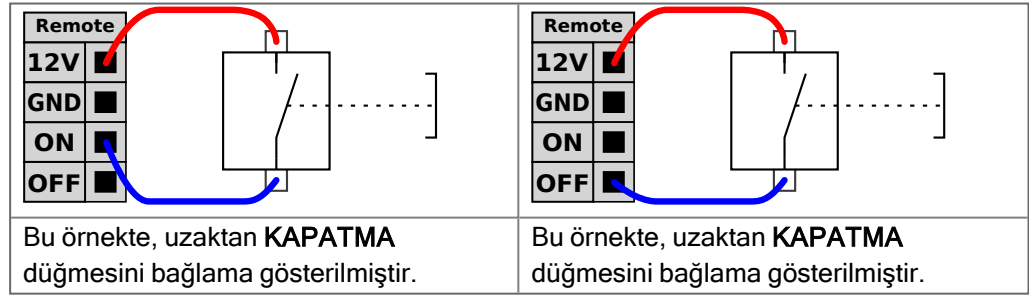 Remote
12V
GND
ON
OFF
Bu örnekte, uzaktan KAPATMA
düğmesini bağlama gösterilmiştir.
Remote
12V
GND
ON
OFF
Bu örnekte, uzaktan KAPATMA
düğmesini bağlama gösterilmiştir.